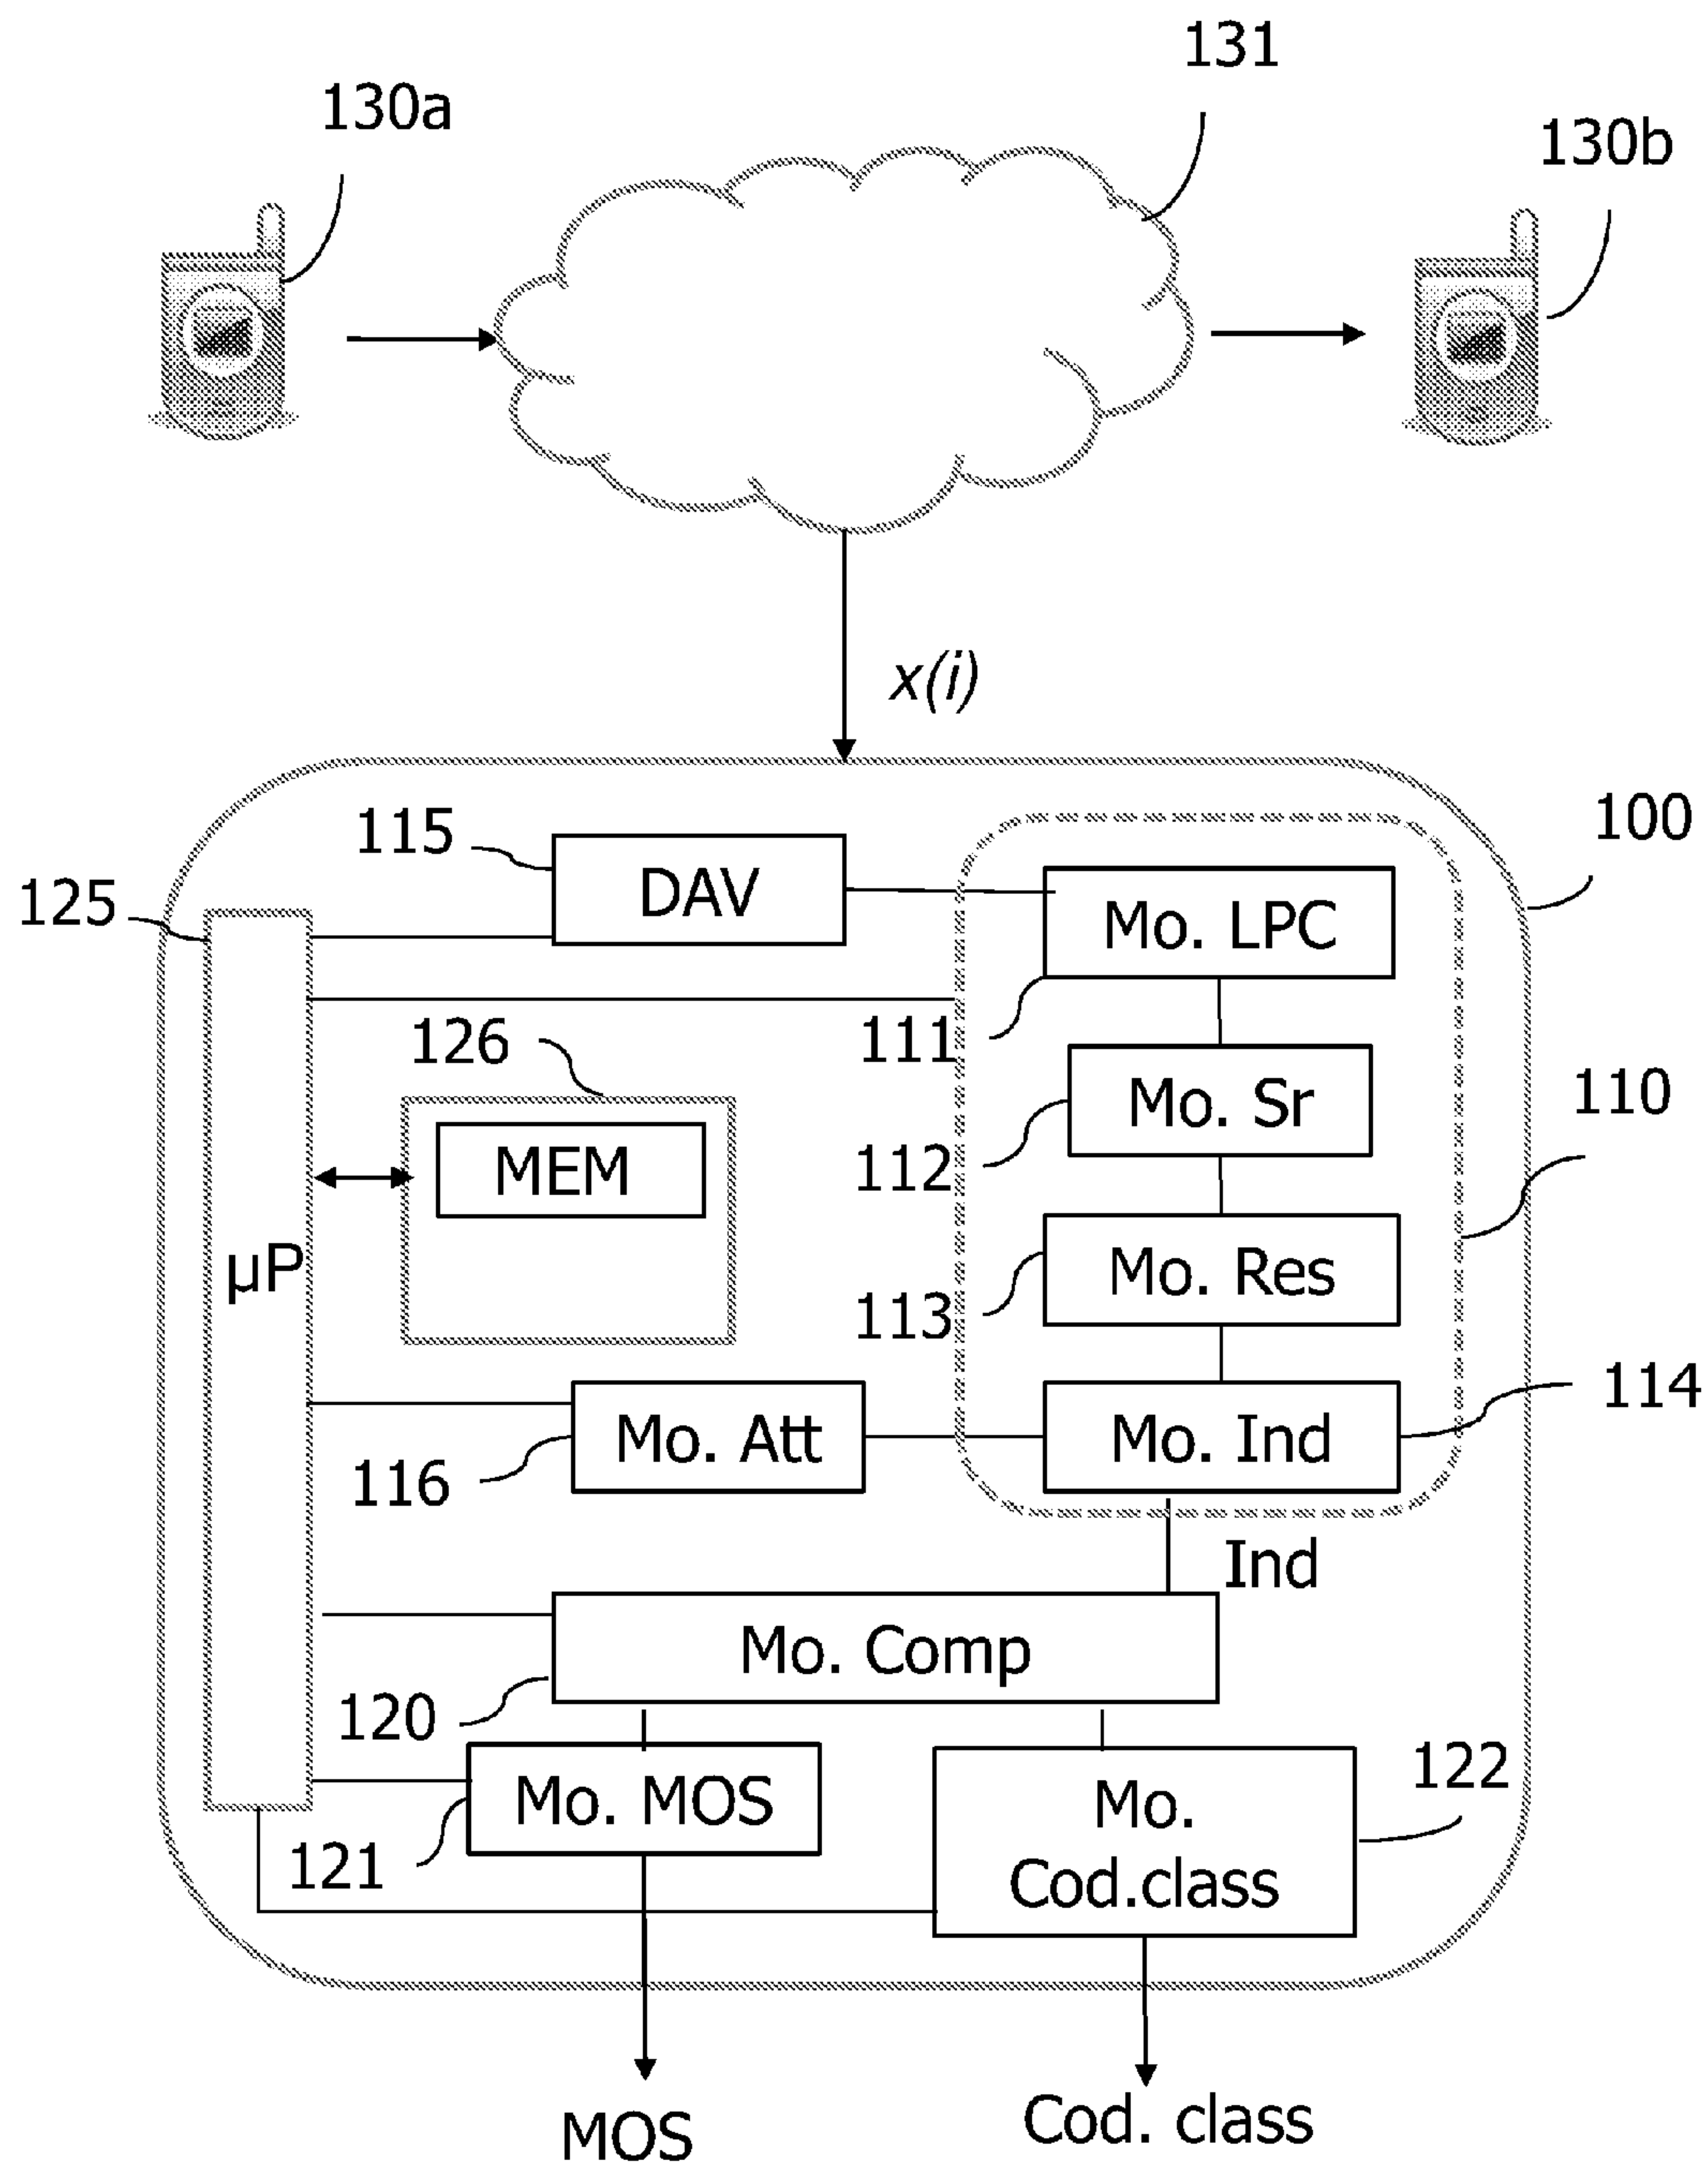 131
130a
130b
x(i)
100
115
DAV
125
Mo. LPC
111
126
110
Mo. Sr
112
MEM
µP
Mo. Res
113
114
Mo. Att
Mo. Ind
116
Ind
Mo. Comp
120
122
Mo. MOS
Mo.
Cod.class
121
MOS
Cod. class